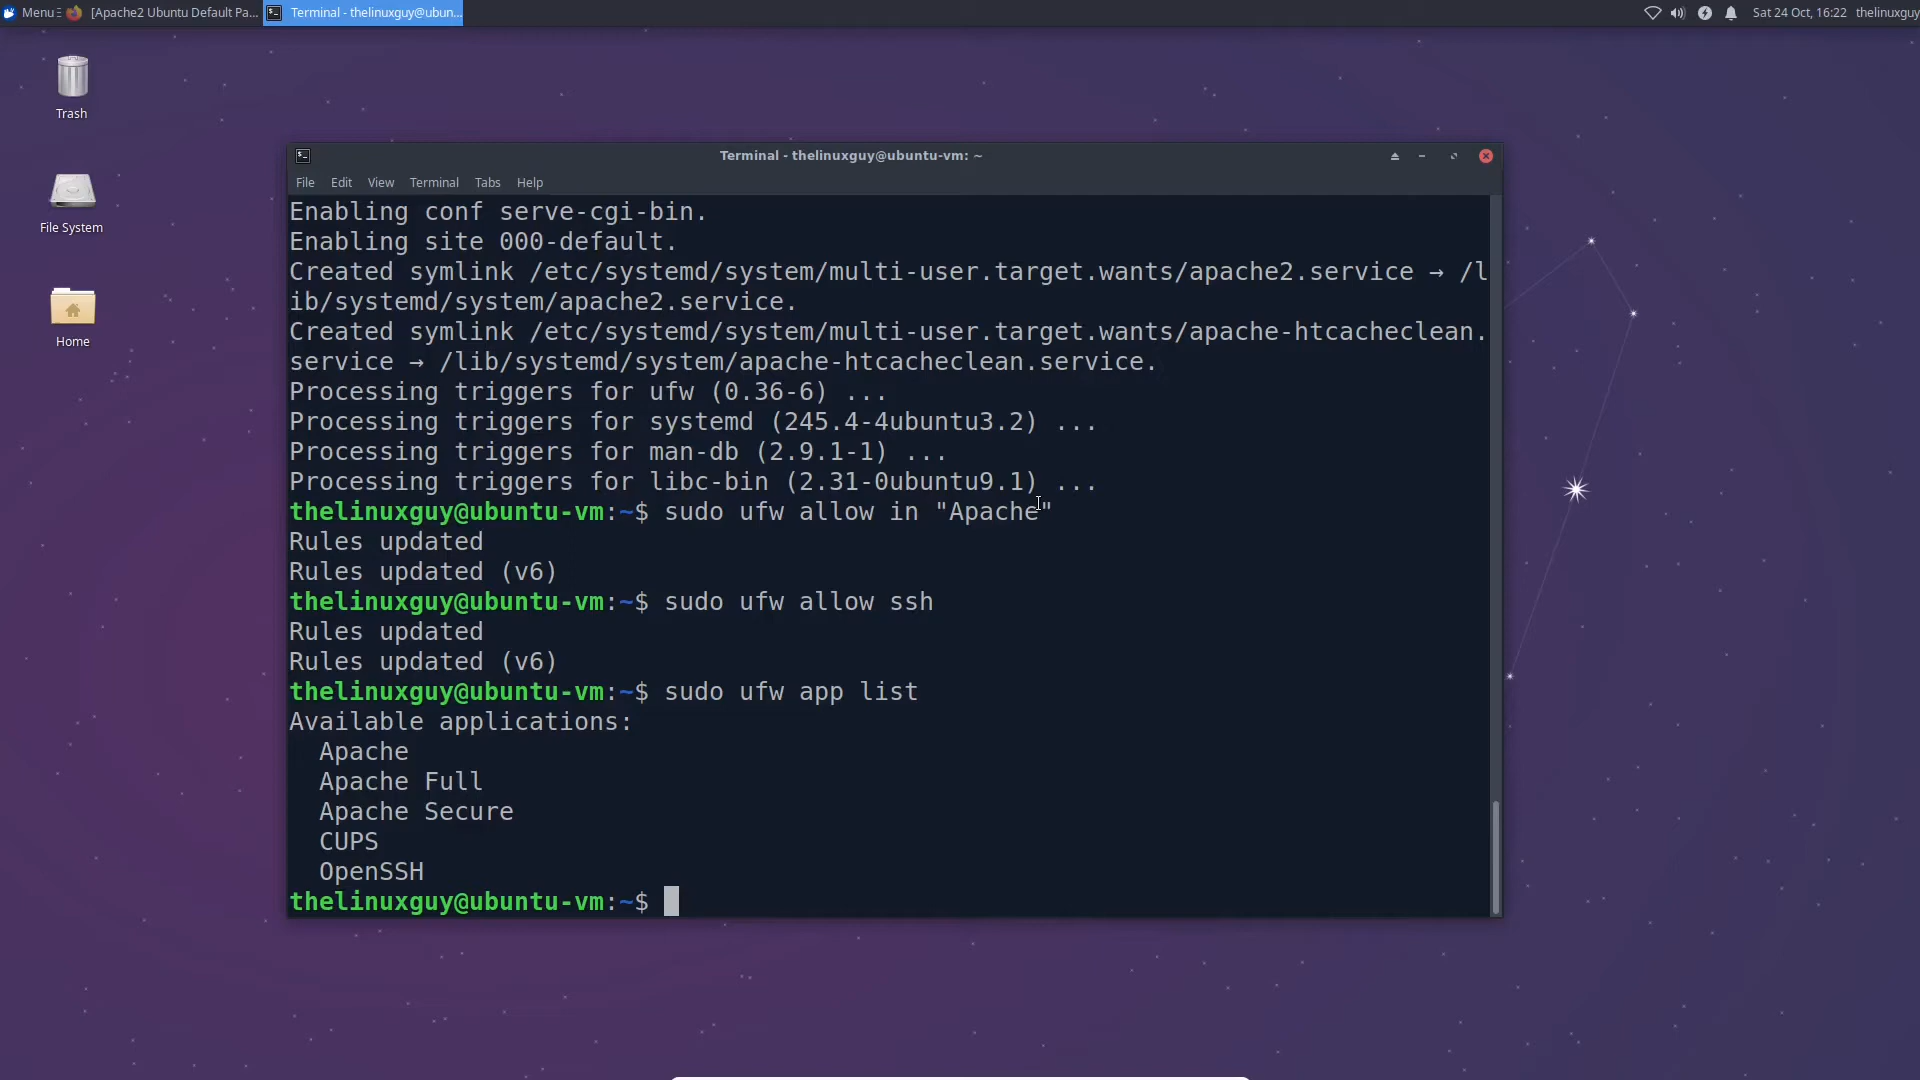 Menu [Apache2 Ubuntu Default Pa... Terminal - thelinuxguy@ubun... Sat 24 Oct, 16:22 thelinuxguy
Trash
File System
Home
Terminal - thelinuxguy@ubuntu-vm: ~
File Edit View Terminal Tabs Help
Enabling conf serve-cgi-bin.
Enabling site 000-default.
Created symlink /etc/systemd/system/multi-user.target.wants/apache2.service → /l
ib/systemd/system/apache2.service.
Created symlink /etc/systemd/system/multi-user.target.wants/apache-htcacheclean.
service → /lib/systemd/system/apache-htcacheclean.service.
Processing triggers for ufw (0.36-6) ...
Processing triggers for systemd (245.4-4ubuntu3.2) ...
Processing triggers for man-db (2.9.1-1) ...
Processing triggers for libc-bin (2.31-0ubuntu9.1) ...
thelinuxguy@ubuntu-vm:~$ sudo ufw allow in "Apache"
Rules updated
Rules updated (v6)
thelinuxguy@ubuntu-vm:~$ sudo ufw allow ssh
Rules updated
Rules updated (v6)
thelinuxguy@ubuntu-vm:~$ sudo ufw app list
Available applications:
  Apache
  Apache Full
  Apache Secure
  CUPS
  OpenSSH
thelinuxguy@ubuntu-vm:~$